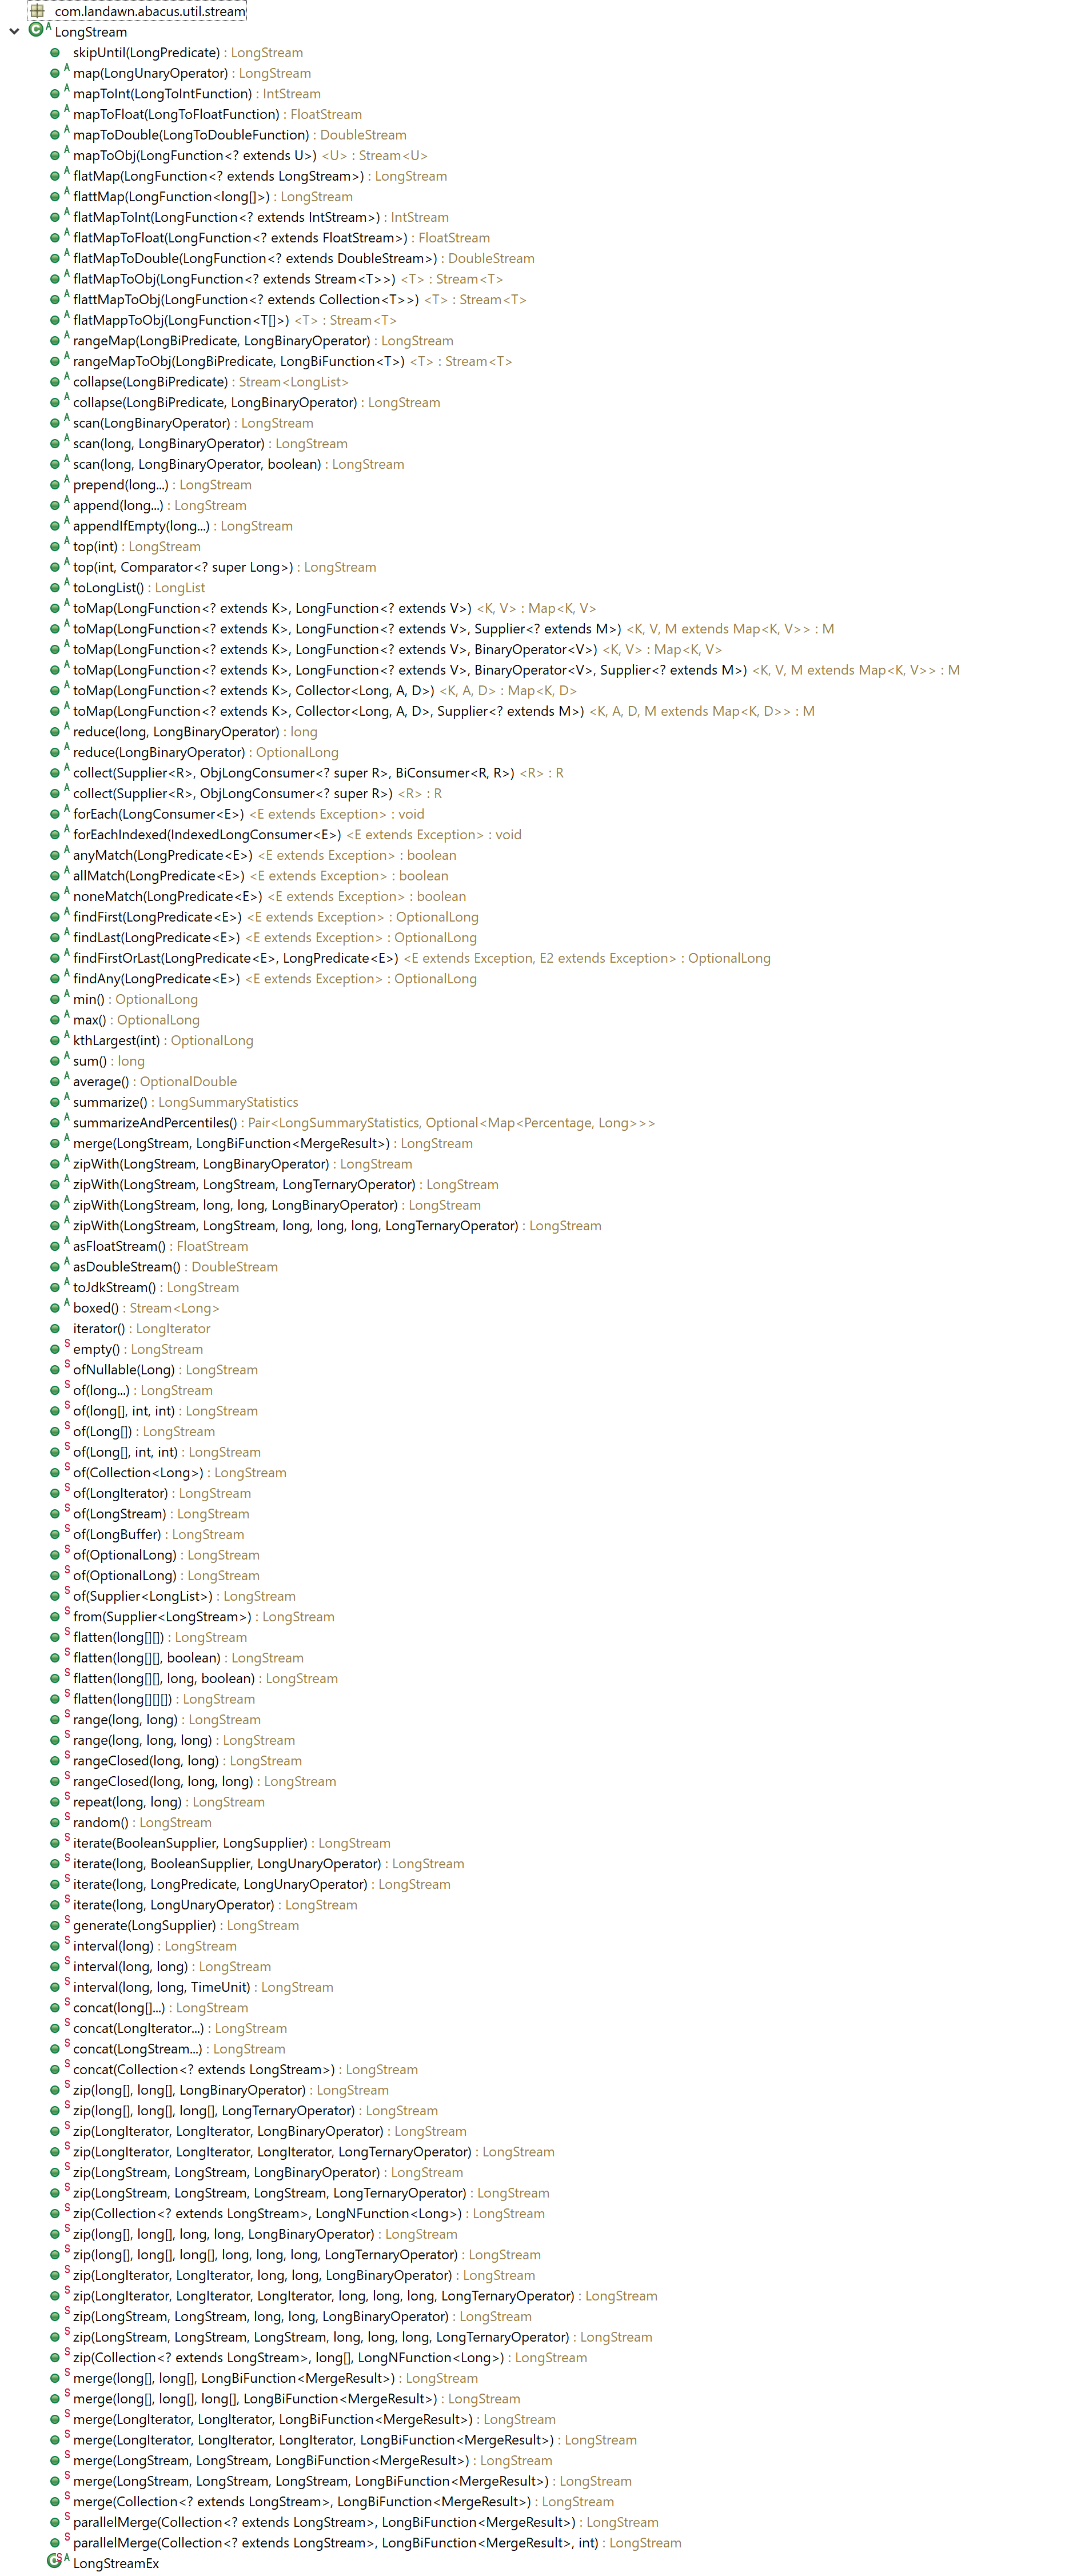 com.landawn.abacus.util.stream
C A LongStream
skipUntil(LongPredicate) : LongStream
A map(LongUnaryOperator) : LongStream
A mapToInt(LongToIntFunction) : IntStream
A mapToFloat(LongToFloatFunction) : FloatStream
A mapToDouble(LongToDoubleFunction) : DoubleStream
A mapToObj(LongFunction<? extends U>) <U> : Stream<U>
A flatMap(LongFunction<? extends LongStream>) : LongStream
A flattMap(LongFunction<long[]>) : LongStream
A flatMapToInt(LongFunction<? extends IntStream>) : IntStream
A flatMapToFloat(LongFunction<? extends FloatStream>) : FloatStream
A flatMapToDouble(LongFunction<? extends DoubleStream>) : DoubleStream
A flatMapToObj(LongFunction<? extends Stream<T>>) <T> : Stream<T>
A flattMapToObj(LongFunction<? extends Collection<T>>) <T> : Stream<T>
A flatMappToObj(LongFunction<T[]>) <T> : Stream<T>
A rangeMap(LongBiPredicate, LongBinaryOperator) : LongStream
A rangeMapToObj(LongBiPredicate, LongBiFunction<T>) <T> : Stream<T>
A collapse(LongBiPredicate) : Stream<LongList>
A collapse(LongBiPredicate, LongBinaryOperator) : LongStream
A scan(LongBinaryOperator) : LongStream
A scan(long, LongBinaryOperator) : LongStream
A scan(long, LongBinaryOperator, boolean) : LongStream
A prepend(long...) : LongStream
A append(long...) : LongStream
A appendIfEmpty(long...) : LongStream
A top(int) : LongStream
A top(int, Comparator<? super Long>) : LongStream
A toLongList() : LongList
A toMap(LongFunction<? extends K>, LongFunction<? extends V>) <K, V> : Map<K, V>
A toMap(LongFunction<? extends K>, LongFunction<? extends V>, Supplier<? extends M>) <K, V, M extends Map<K, V>> : M
A toMap(LongFunction<? extends K>, LongFunction<? extends V>, BinaryOperator<V>) <K, V> : Map<K, V>
A toMap(LongFunction<? extends K>, LongFunction<? extends V>, BinaryOperator<V>, Supplier<? extends M>) <K, V, M extends Map<K, V>> : M
A toMap(LongFunction<? extends K>, Collector<Long, A, D>) <K, A, D> : Map<K, D>
A toMap(LongFunction<? extends K>, Collector<Long, A, D>, Supplier<? extends M>) <K, A, D, M extends Map<K, D>> : M
A reduce(long, LongBinaryOperator) : long
A reduce(LongBinaryOperator) : OptionalLong
A collect(Supplier<R>, ObjLongConsumer<? super R>, BiConsumer<R, R>) <R> : R
A collect(Supplier<R>, ObjLongConsumer<? super R>) <R> : R
A forEach(LongConsumer<E>) <E extends Exception> : void
A forEachIndexed(IndexedLongConsumer<E>) <E extends Exception> : void
A anyMatch(LongPredicate<E>) <E extends Exception> : boolean
A allMatch(LongPredicate<E>) <E extends Exception> : boolean
A noneMatch(LongPredicate<E>) <E extends Exception> : boolean
A findFirst(LongPredicate<E>) <E extends Exception> : OptionalLong
A findLast(LongPredicate<E>) <E extends Exception> : OptionalLong
A findFirstOrLast(LongPredicate<E>, LongPredicate<E>) <E extends Exception, E2 extends Exception> : OptionalLong
A findAny(LongPredicate<E>) <E extends Exception> : OptionalLong
A min() : OptionalLong
A max() : OptionalLong
A kthLargest(int) : OptionalLong
A sum() : long
A average() : OptionalDouble
A summarize() : LongSummaryStatistics
A summarizeAndPercentiles() : Pair<LongSummaryStatistics, Optional<Map<Percentage, Long>>>
A merge(LongStream, LongBiFunction<MergeResult>) : LongStream
A zipWith(LongStream, LongBinaryOperator) : LongStream
A zipWith(LongStream, LongStream, LongTernaryOperator) : LongStream
A zipWith(LongStream, long, long, LongBinaryOperator) : LongStream
A zipWith(LongStream, LongStream, long, long, long, LongTernaryOperator) : LongStream
A asFloatStream() : FloatStream
A asDoubleStream() : DoubleStream
A toJdkStream() : LongStream
A boxed() : Stream<Long>
iterator() : LongIterator
S empty() : LongStream
S ofNullable(Long) : LongStream
S of(long...) : LongStream
S of(long[], int, int) : LongStream
S of(Long[]) : LongStream
S of(Long[], int, int) : LongStream
S of(Collection<Long>) : LongStream
S of(LongIterator) : LongStream
S of(LongStream) : LongStream
S of(LongBuffer) : LongStream
S of(OptionalLong) : LongStream
S of(OptionalLong) : LongStream
S of(Supplier<LongList>) : LongStream
S from(Supplier<LongStream>) : LongStream
S flatten(long[][]) : LongStream
S flatten(long[][], boolean) : LongStream
S flatten(long[][], long, boolean) : LongStream
S flatten(long[][][]) : LongStream
S range(long, long) : LongStream
S range(long, long, long) : LongStream
S rangeClosed(long, long) : LongStream
S rangeClosed(long, long, long) : LongStream
S repeat(long, long) : LongStream
S random() : LongStream
S iterate(BooleanSupplier, LongSupplier) : LongStream
S iterate(long, BooleanSupplier, LongUnaryOperator) : LongStream
S iterate(long, LongPredicate, LongUnaryOperator) : LongStream
S iterate(long, LongUnaryOperator) : LongStream
S generate(LongSupplier) : LongStream
S interval(long) : LongStream
S interval(long, long) : LongStream
S interval(long, long, TimeUnit) : LongStream
S concat(long[]...) : LongStream
S concat(LongIterator...) : LongStream
S concat(LongStream...) : LongStream
S concat(Collection<? extends LongStream>) : LongStream
S zip(long[], long[], LongBinaryOperator) : LongStream
S zip(long[], long[], long[], LongTernaryOperator) : LongStream
S zip(LongIterator, LongIterator, LongBinaryOperator) : LongStream
S zip(LongIterator, LongIterator, LongIterator, LongTernaryOperator) : LongStream
S zip(LongStream, LongStream, LongBinaryOperator) : LongStream
S zip(LongStream, LongStream, LongStream, LongTernaryOperator) : LongStream
S zip(Collection<? extends LongStream>, LongNFunction<Long>) : LongStream
S zip(long[], long[], long, long, LongBinaryOperator) : LongStream
S zip(long[], long[], long[], long, long, long, LongTernaryOperator) : LongStream
S zip(LongIterator, LongIterator, long, long, LongBinaryOperator) : LongStream
S zip(LongIterator, LongIterator, LongIterator, long, long, long, LongTernaryOperator) : LongStream
S zip(LongStream, LongStream, long, long, LongBinaryOperator) : LongStream
S zip(LongStream, LongStream, LongStream, long, long, long, LongTernaryOperator) : LongStream
S zip(Collection<? extends LongStream>, long[], LongNFunction<Long>) : LongStream
S merge(long[], long[], LongBiFunction<MergeResult>) : LongStream
S merge(long[], long[], long[], LongBiFunction<MergeResult>) : LongStream
S merge(LongIterator, LongIterator, LongBiFunction<MergeResult>) : LongStream
S merge(LongIterator, LongIterator, LongIterator, LongBiFunction<MergeResult>) : LongStream
S merge(LongStream, LongStream, LongBiFunction<MergeResult>) : LongStream
S merge(LongStream, LongStream, LongStream, LongBiFunction<MergeResult>) : LongStream
S merge(Collection<? extends LongStream>, LongBiFunction<MergeResult>) : LongStream
S parallelMerge(Collection<? extends LongStream>, LongBiFunction<MergeResult>) : LongStream
S parallelMerge(Collection<? extends LongStream>, LongBiFunction<MergeResult>, int) : LongStream
C S A LongStreamEx